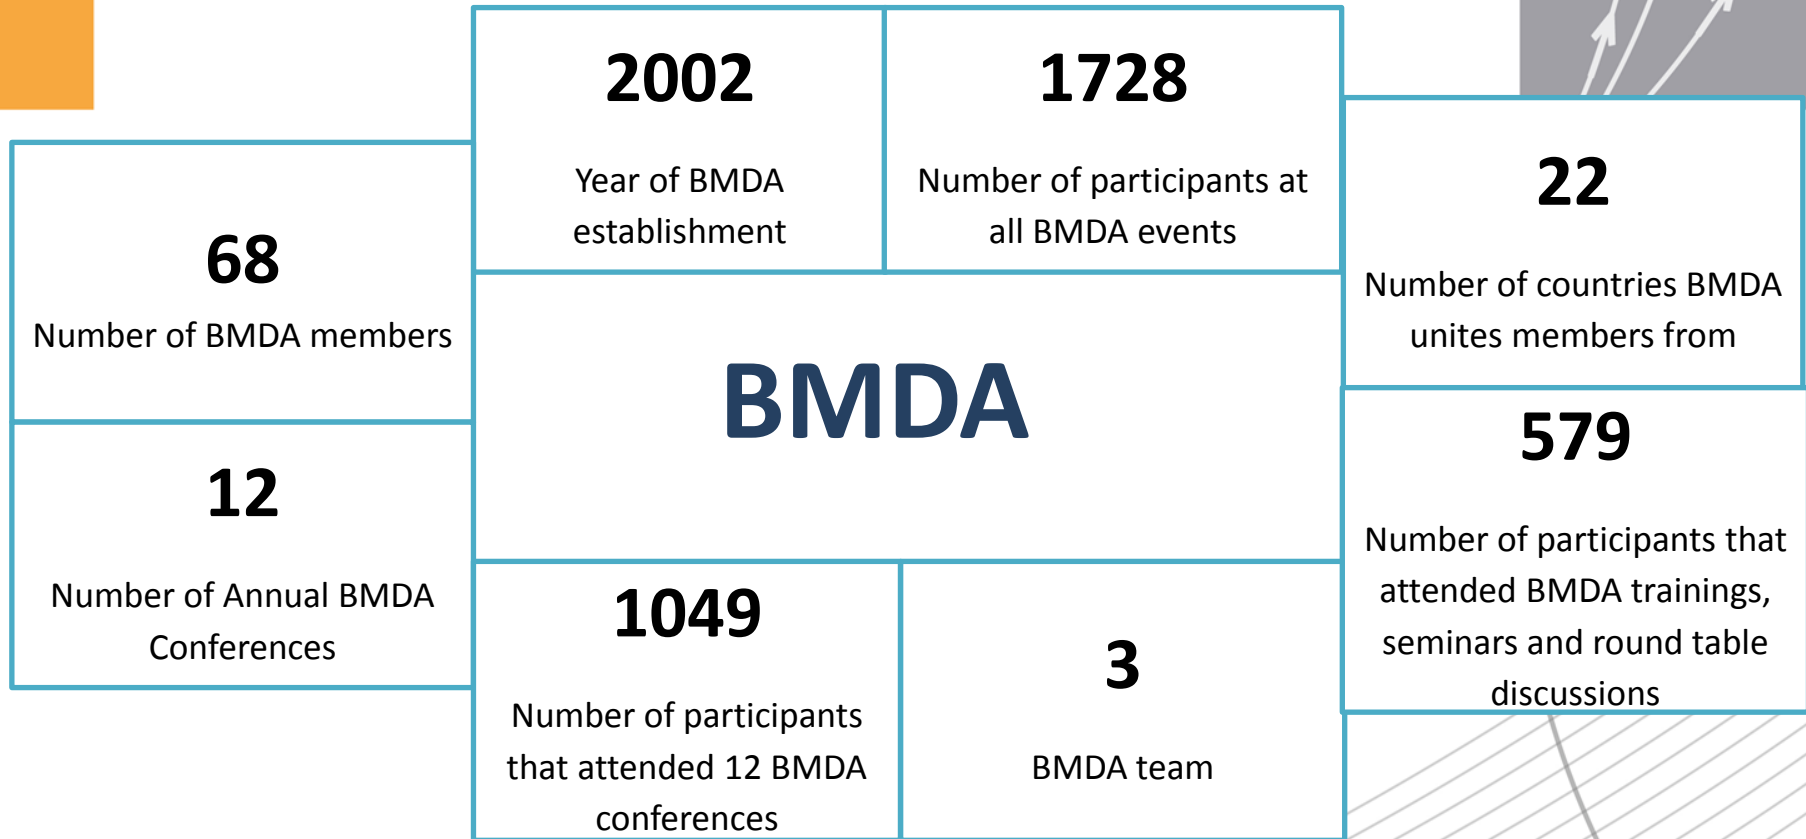 2002
Year of BMDA
establishment
1728
Number of participants at
all BMDA events
22
Number of countries BMDA
unites members from
68
Number of BMDA members
BMDA
579
Number of participants that
attended BMDA trainings,
seminars and round table
discussions
12
Number of Annual BMDA
Conferences
1049
Number of participants
that attended 12 BMDA
conferences
3
BMDA team